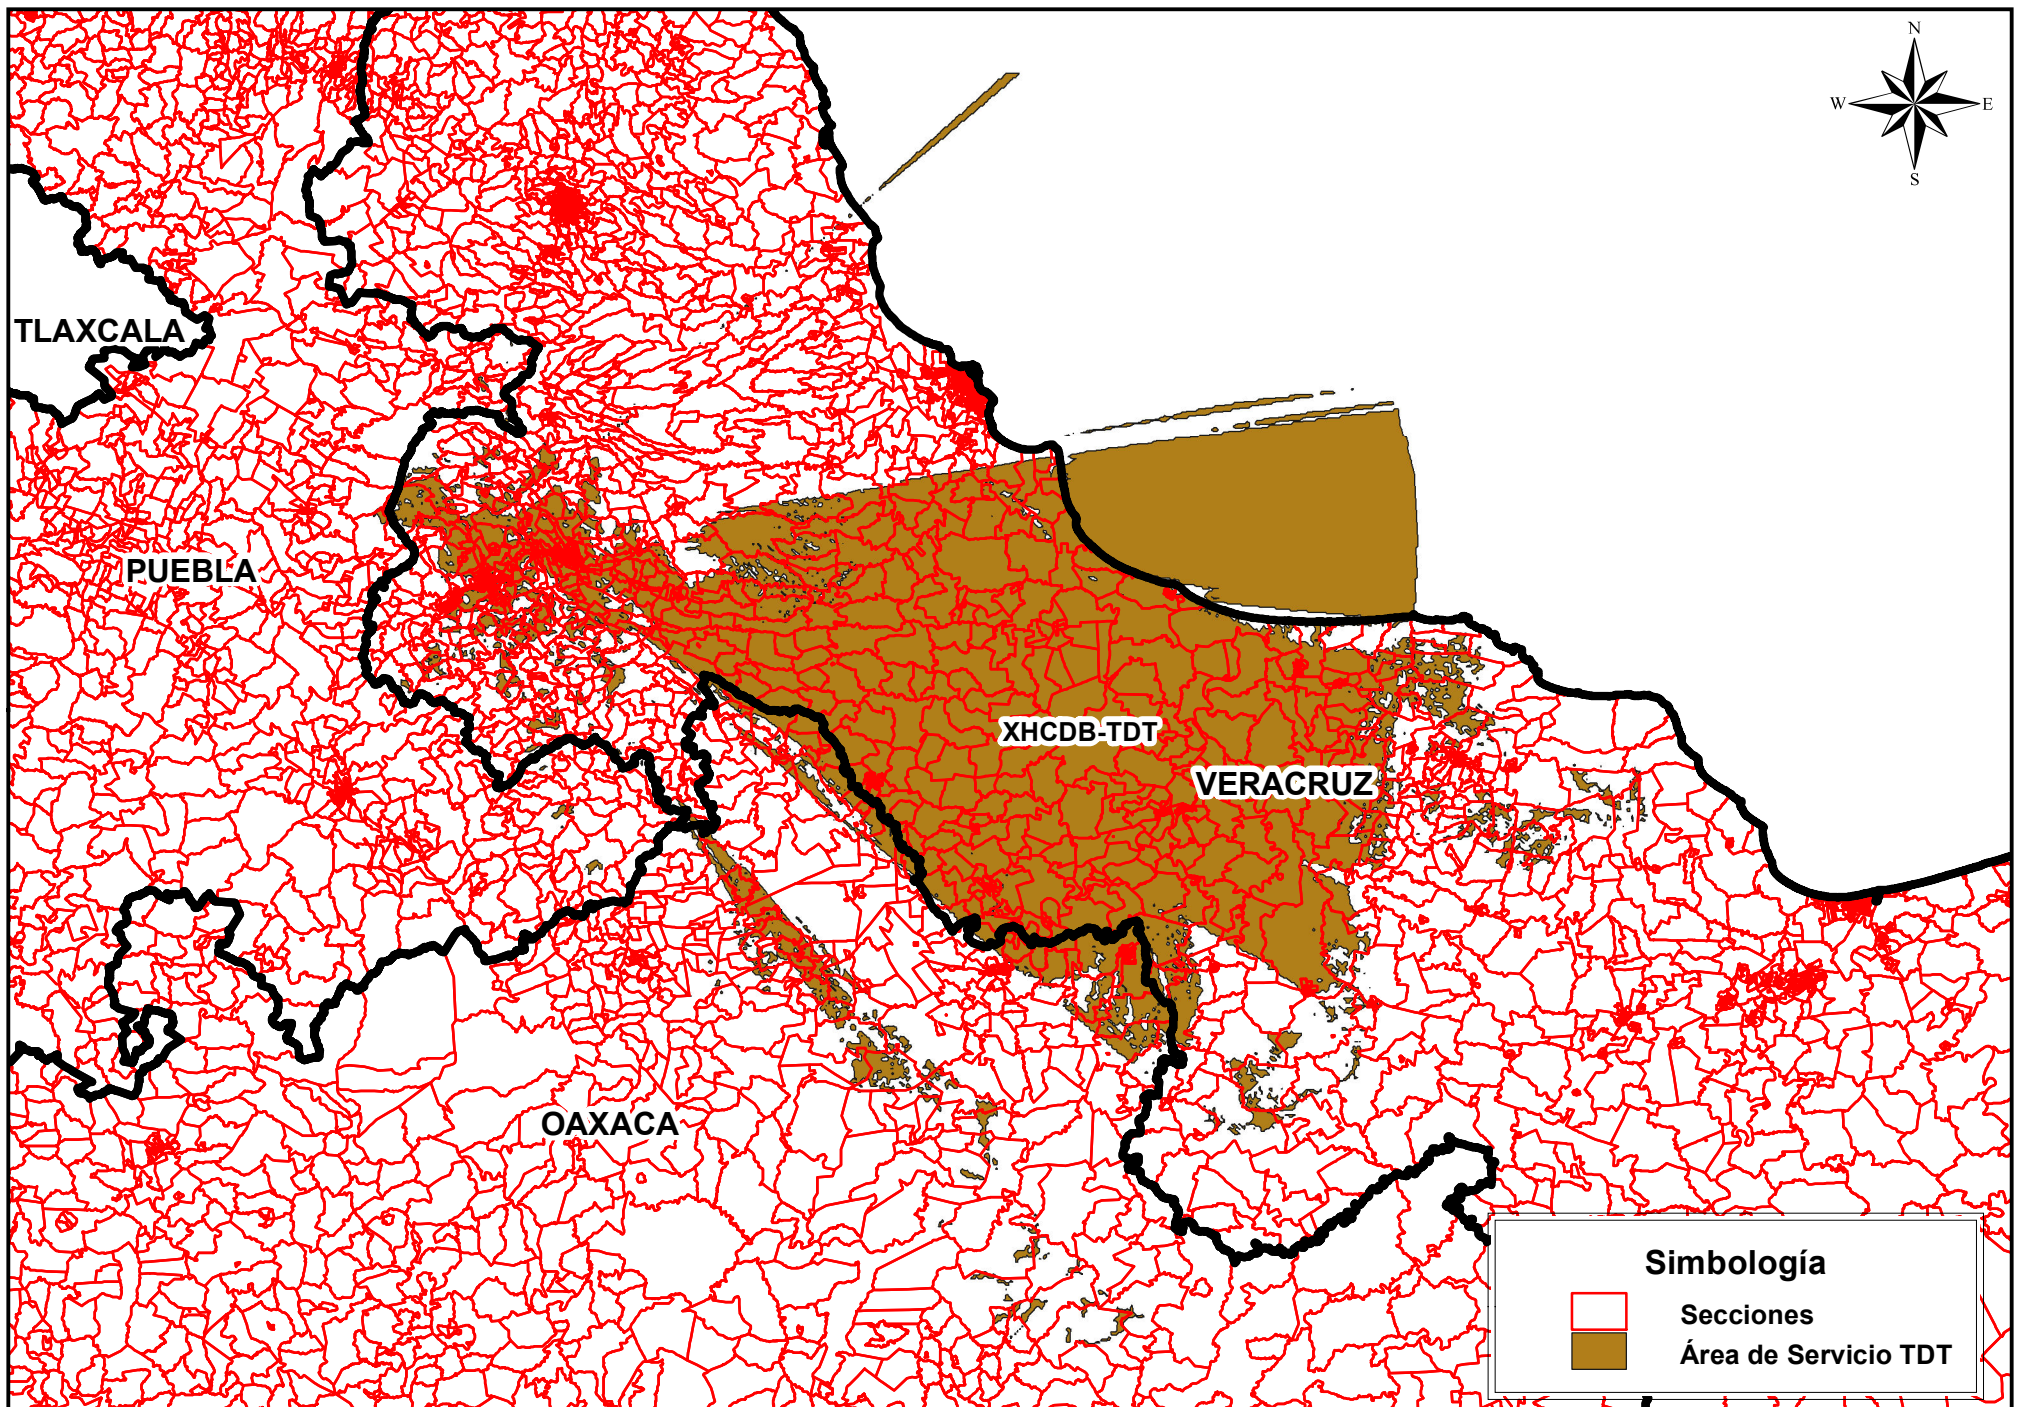 N
W E
S
TLAXCALA
PUEBLA
XHCDB-TDT
VERACRUZ
OAXACA
Simbología
Secciones
Área de Servicio TDT